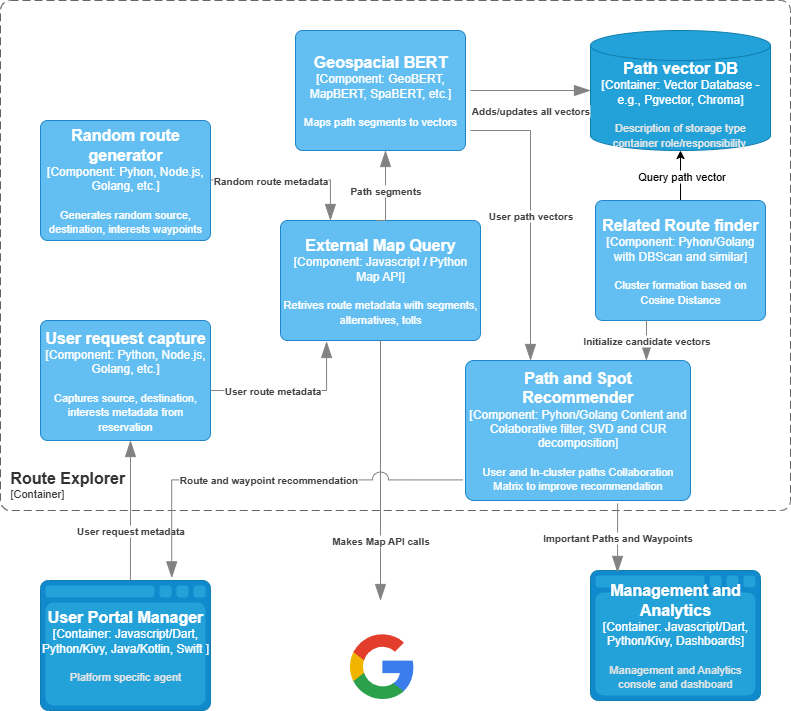 Geospacial BERT
[Component: GeoBERT,
MapBERT, SpaBERT, etc.]
Maps path segments to vectors
Path vector DB
[Container: Vector Database -
e.g., Pgvector, Chroma]
Description of storage type
container role/responsibility
Adds/updates all vectors
Random route
generator
[Component: Pyhon, Node.js,
Golang, etc.]
Generates random source,
destination, interests waypoints
Random route metadata
Path segments
Query path vector
User path vectors
External Map Query
[Component: Javascript / Python
Map API]
Retrives route metadata with segments,
alternatives, tolls
Related Route finder
[Component: Pyhon/Golang
with DBScan and similar]
Cluster formation based on
Cosine Distance
User request capture
[Component: Python, Node.js,
Golang, etc.]
Captures source, destination,
interests metadata from
reservation
User route metadata
Initialize candidate vectors
Path and Spot
Recommender
[Component: Pyhon/Golang Content and
Colaborative filter, SVD and CUR
decomposition]
User and In-cluster paths Collaboration
Matrix to improve recommendation
Route Explorer
[Container]
Route and waypoint recommendation
User request metadata
Makes Map API calls
Important Paths and Waypoints
User Portal Manager
[Container: Javascript/Dart,
Python/Kivy, Java/Kotlin, Swift ]
Platform specific agent
Management and
Analytics
[Container: Javascript/Dart,
Python/Kivy, Dashboards]
Management and Analytics
console and dashboard